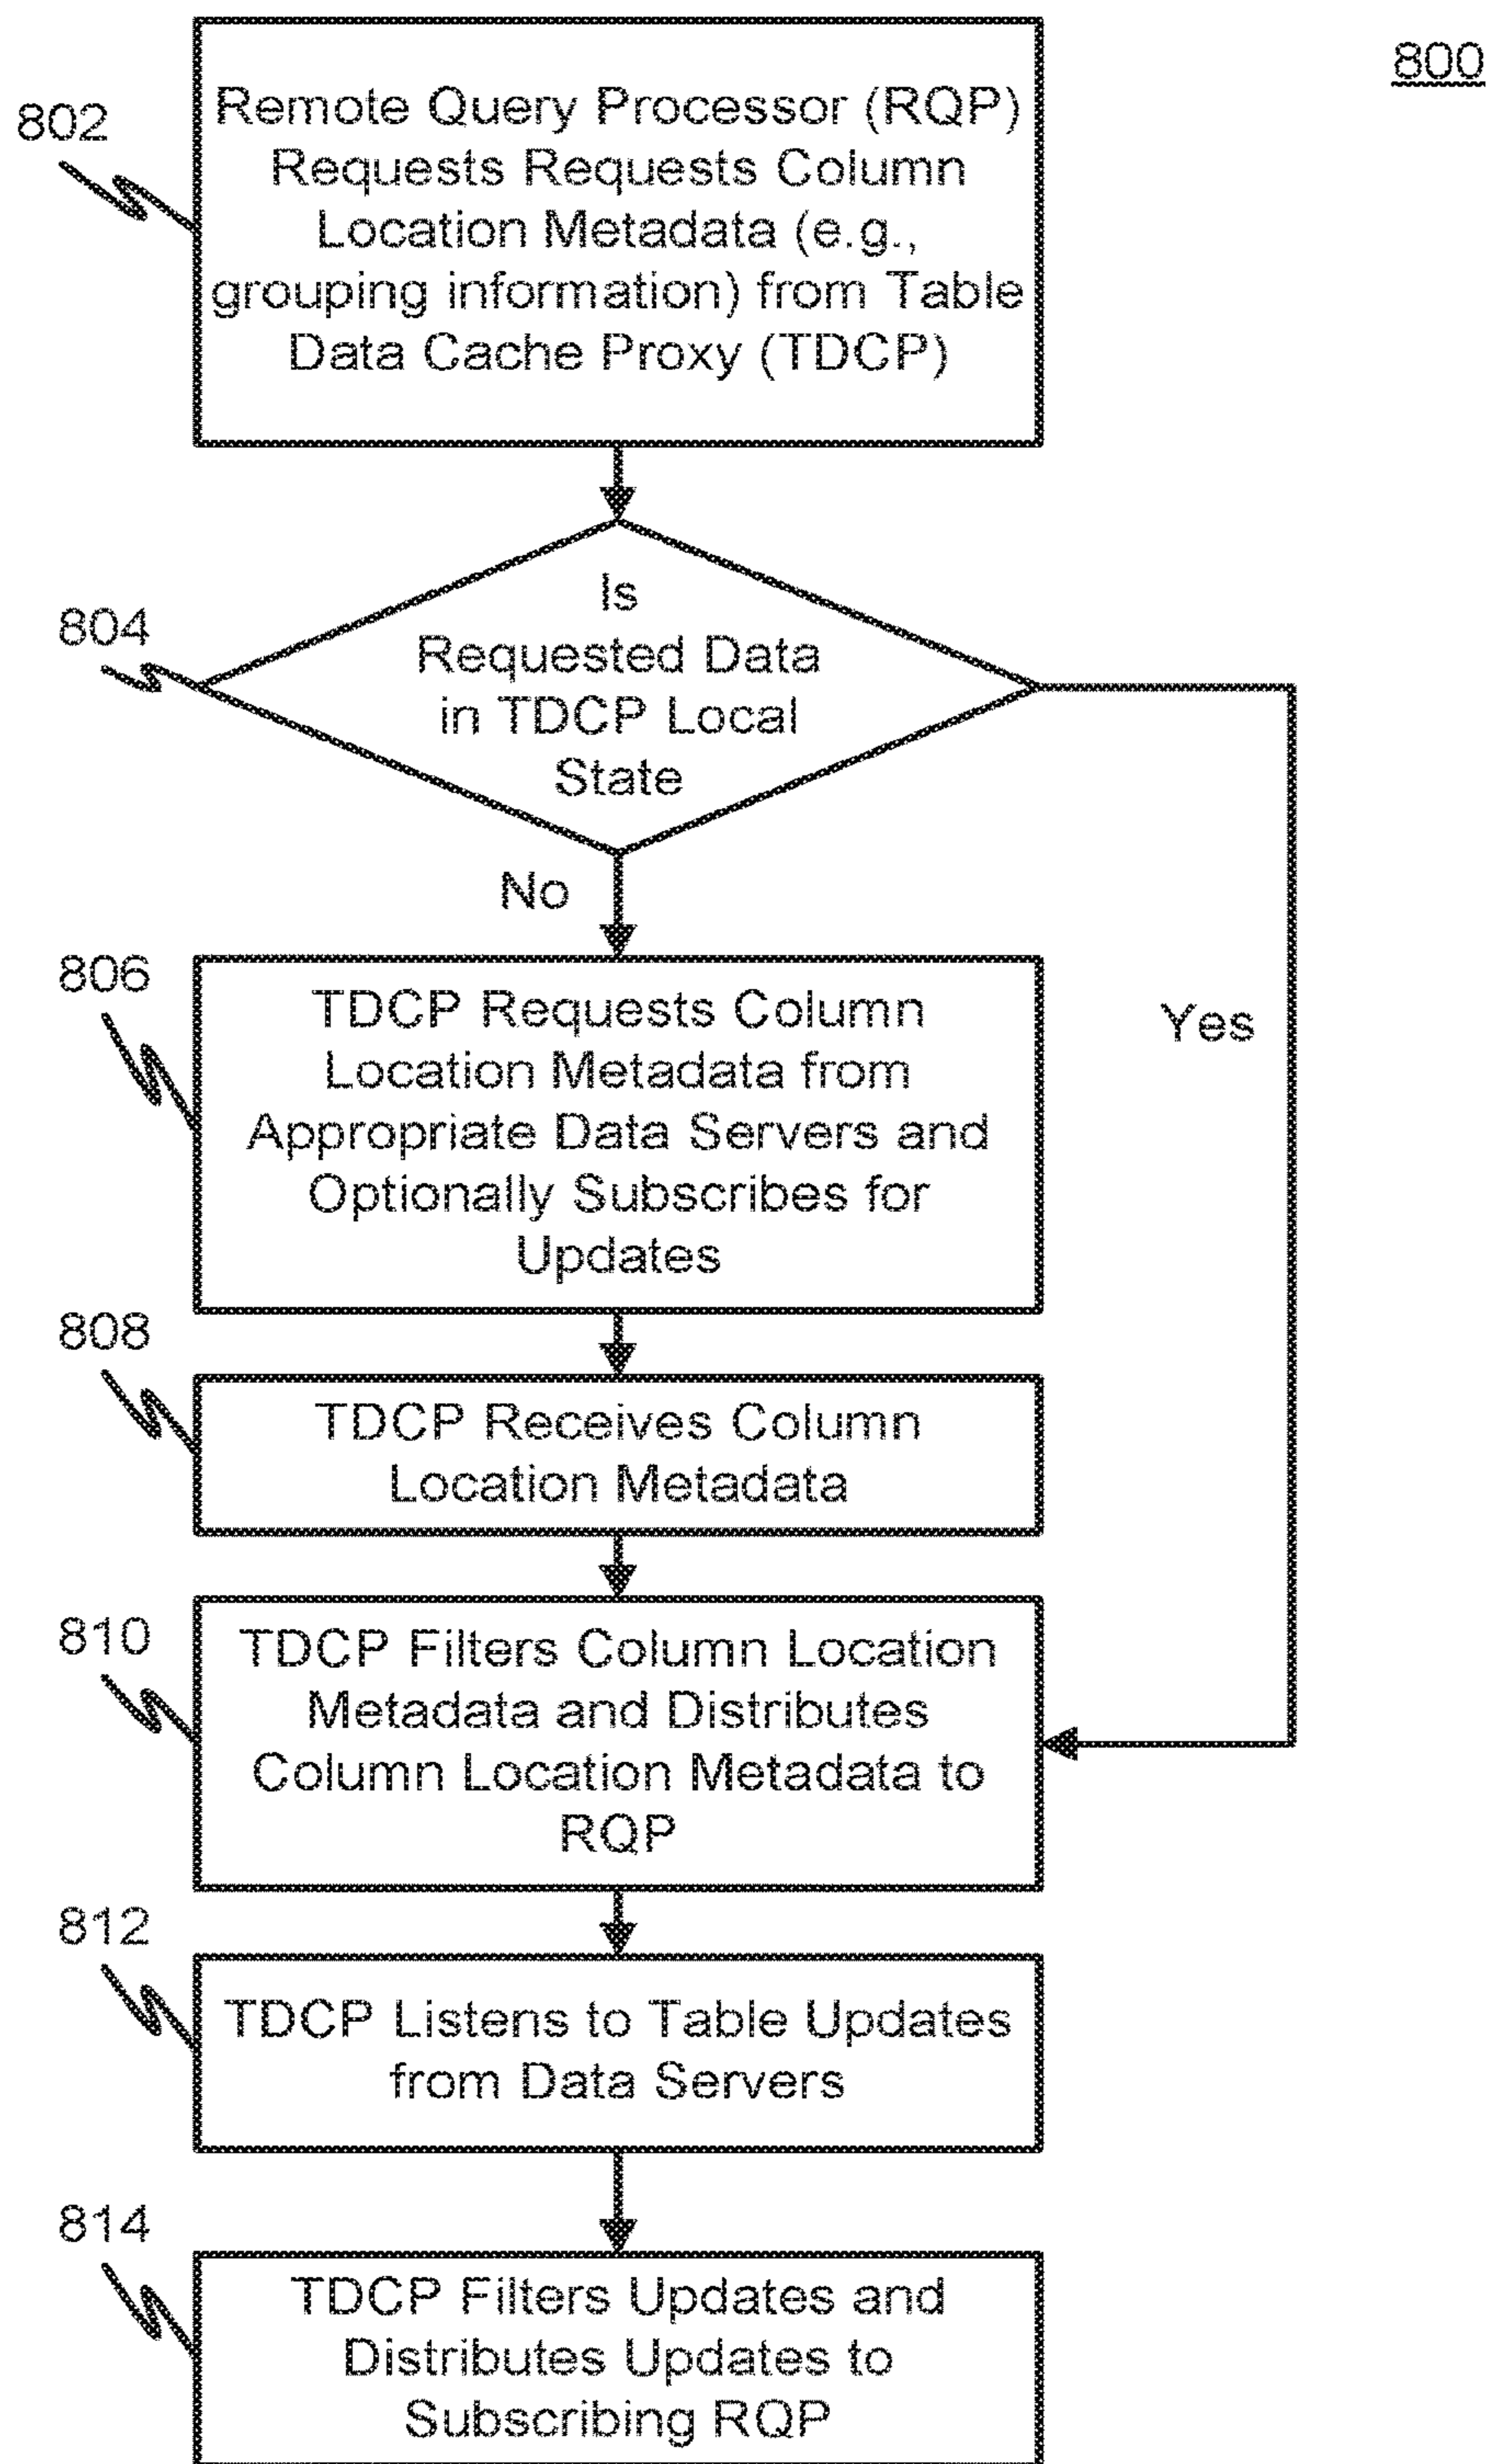 800
802
Remote Query Processor (RQP)
Requests Requests Column
Location Metadata (e.g.,
grouping information) from Table
Data Cache Proxy (TDCP)
804
Is
Requested Data
in TDCP Local
State
No
Yes
806
TDCP Requests Column
Location Metadata from
Appropriate Data Servers and
Optionally Subscribes for
Updates
808
TDCP Receives Column
Location Metadata
810
TDCP Filters Column Location
Metadata and Distributes
Column Location Metadata to
RQP
812
TDCP Listens to Table Updates
from Data Servers
814
TDCP Filters Updates and
Distributes Updates to
Subscribing RQP